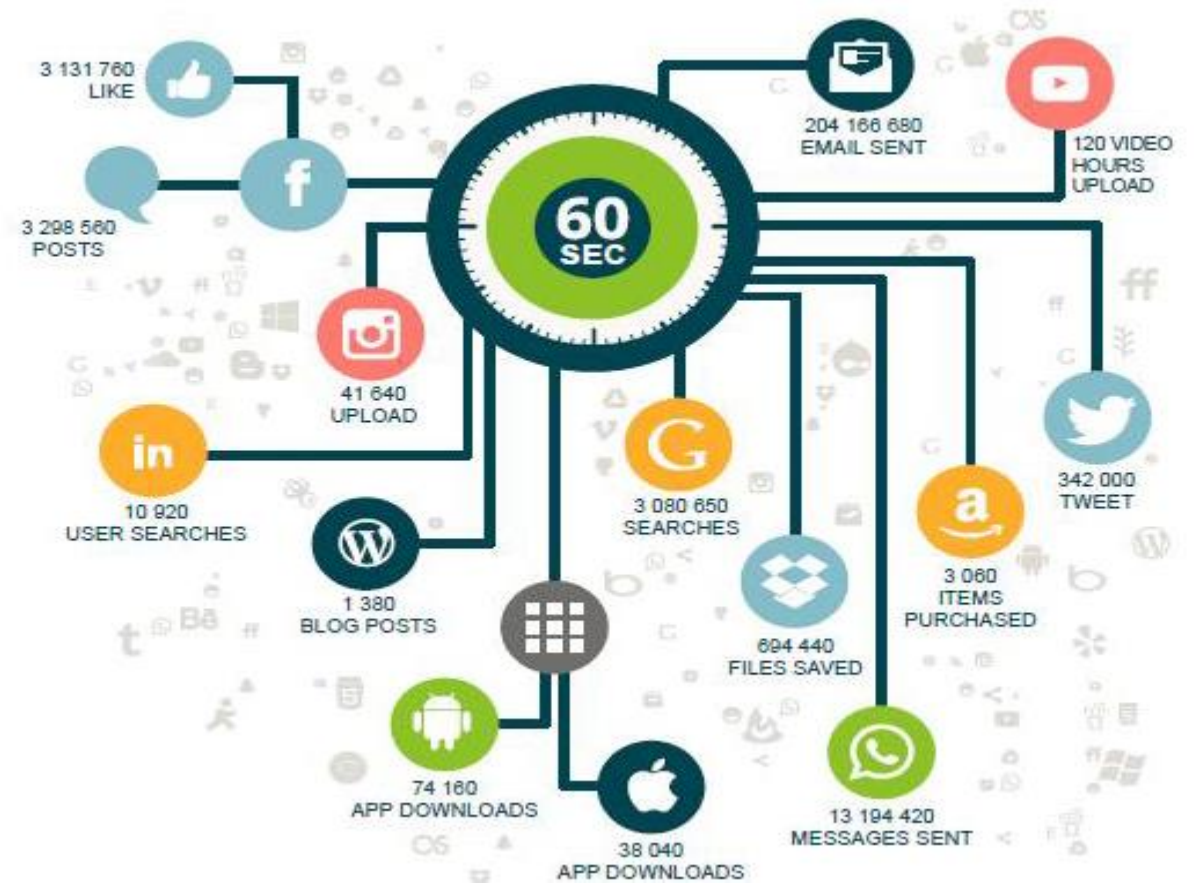 3 131 760
LIKE
3 298 560
POSTS
f
60
SEC
204 166 680
EMAIL SENT
120 VIDEO
HOURS
UPLOAD
41 640
UPLOAD
in
10 920
USER SEARCHES
W
1 380
BLOG POSTS
G
3 080 650
SEARCHES
342 000
TWEET
a
3 060
ITEMS
PURCHASED
694 440
FILES SAVED
74 160
APP DOWNLOADS
38 040
APP DOWNLOADS
13 194 420
MESSAGES SENT